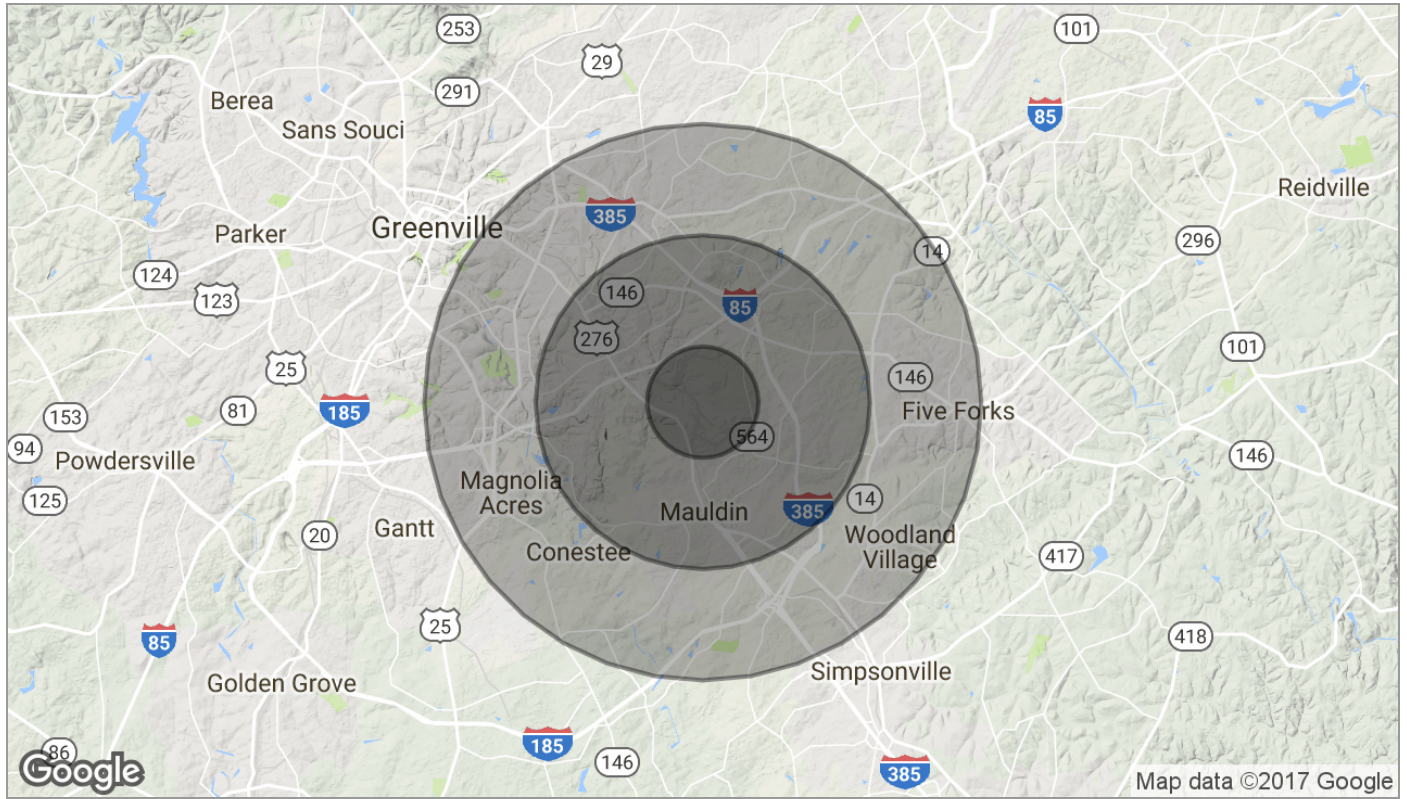 253
101
29
291
Berea
85
Sans Souci
Reidville
385
Greenville
Parker
296
14
124
146
123
85
276
101
25
146
81
185
Five Forks
153
564
94
146
Powdersville
Magnolia
Acres
125
14
Mauldin
385
Gantt
20
Woodland
Village
Conestee
417
25
85
418
Simpsonville
Golden Grove
185
86
146
385
Google
Map data ©2017 Google